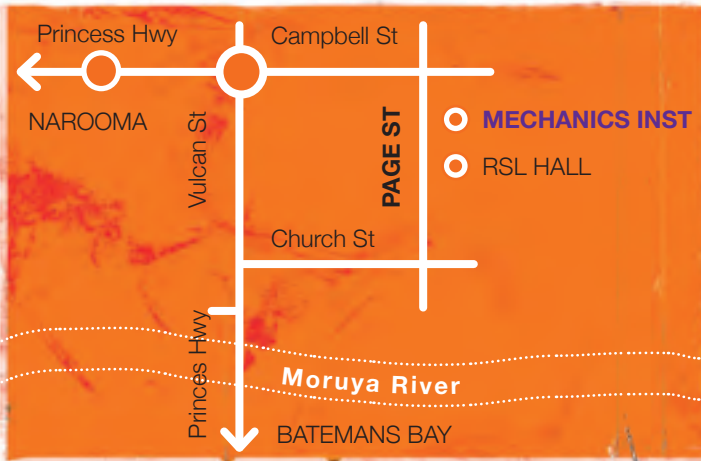 Princess Hwy
Campbell St
NAROOMA
Vulcan St
PAGE ST
MECHANICS INST
RSL HALL
Church St
Princes Hwy
Moruya River
BATEMANS BAY